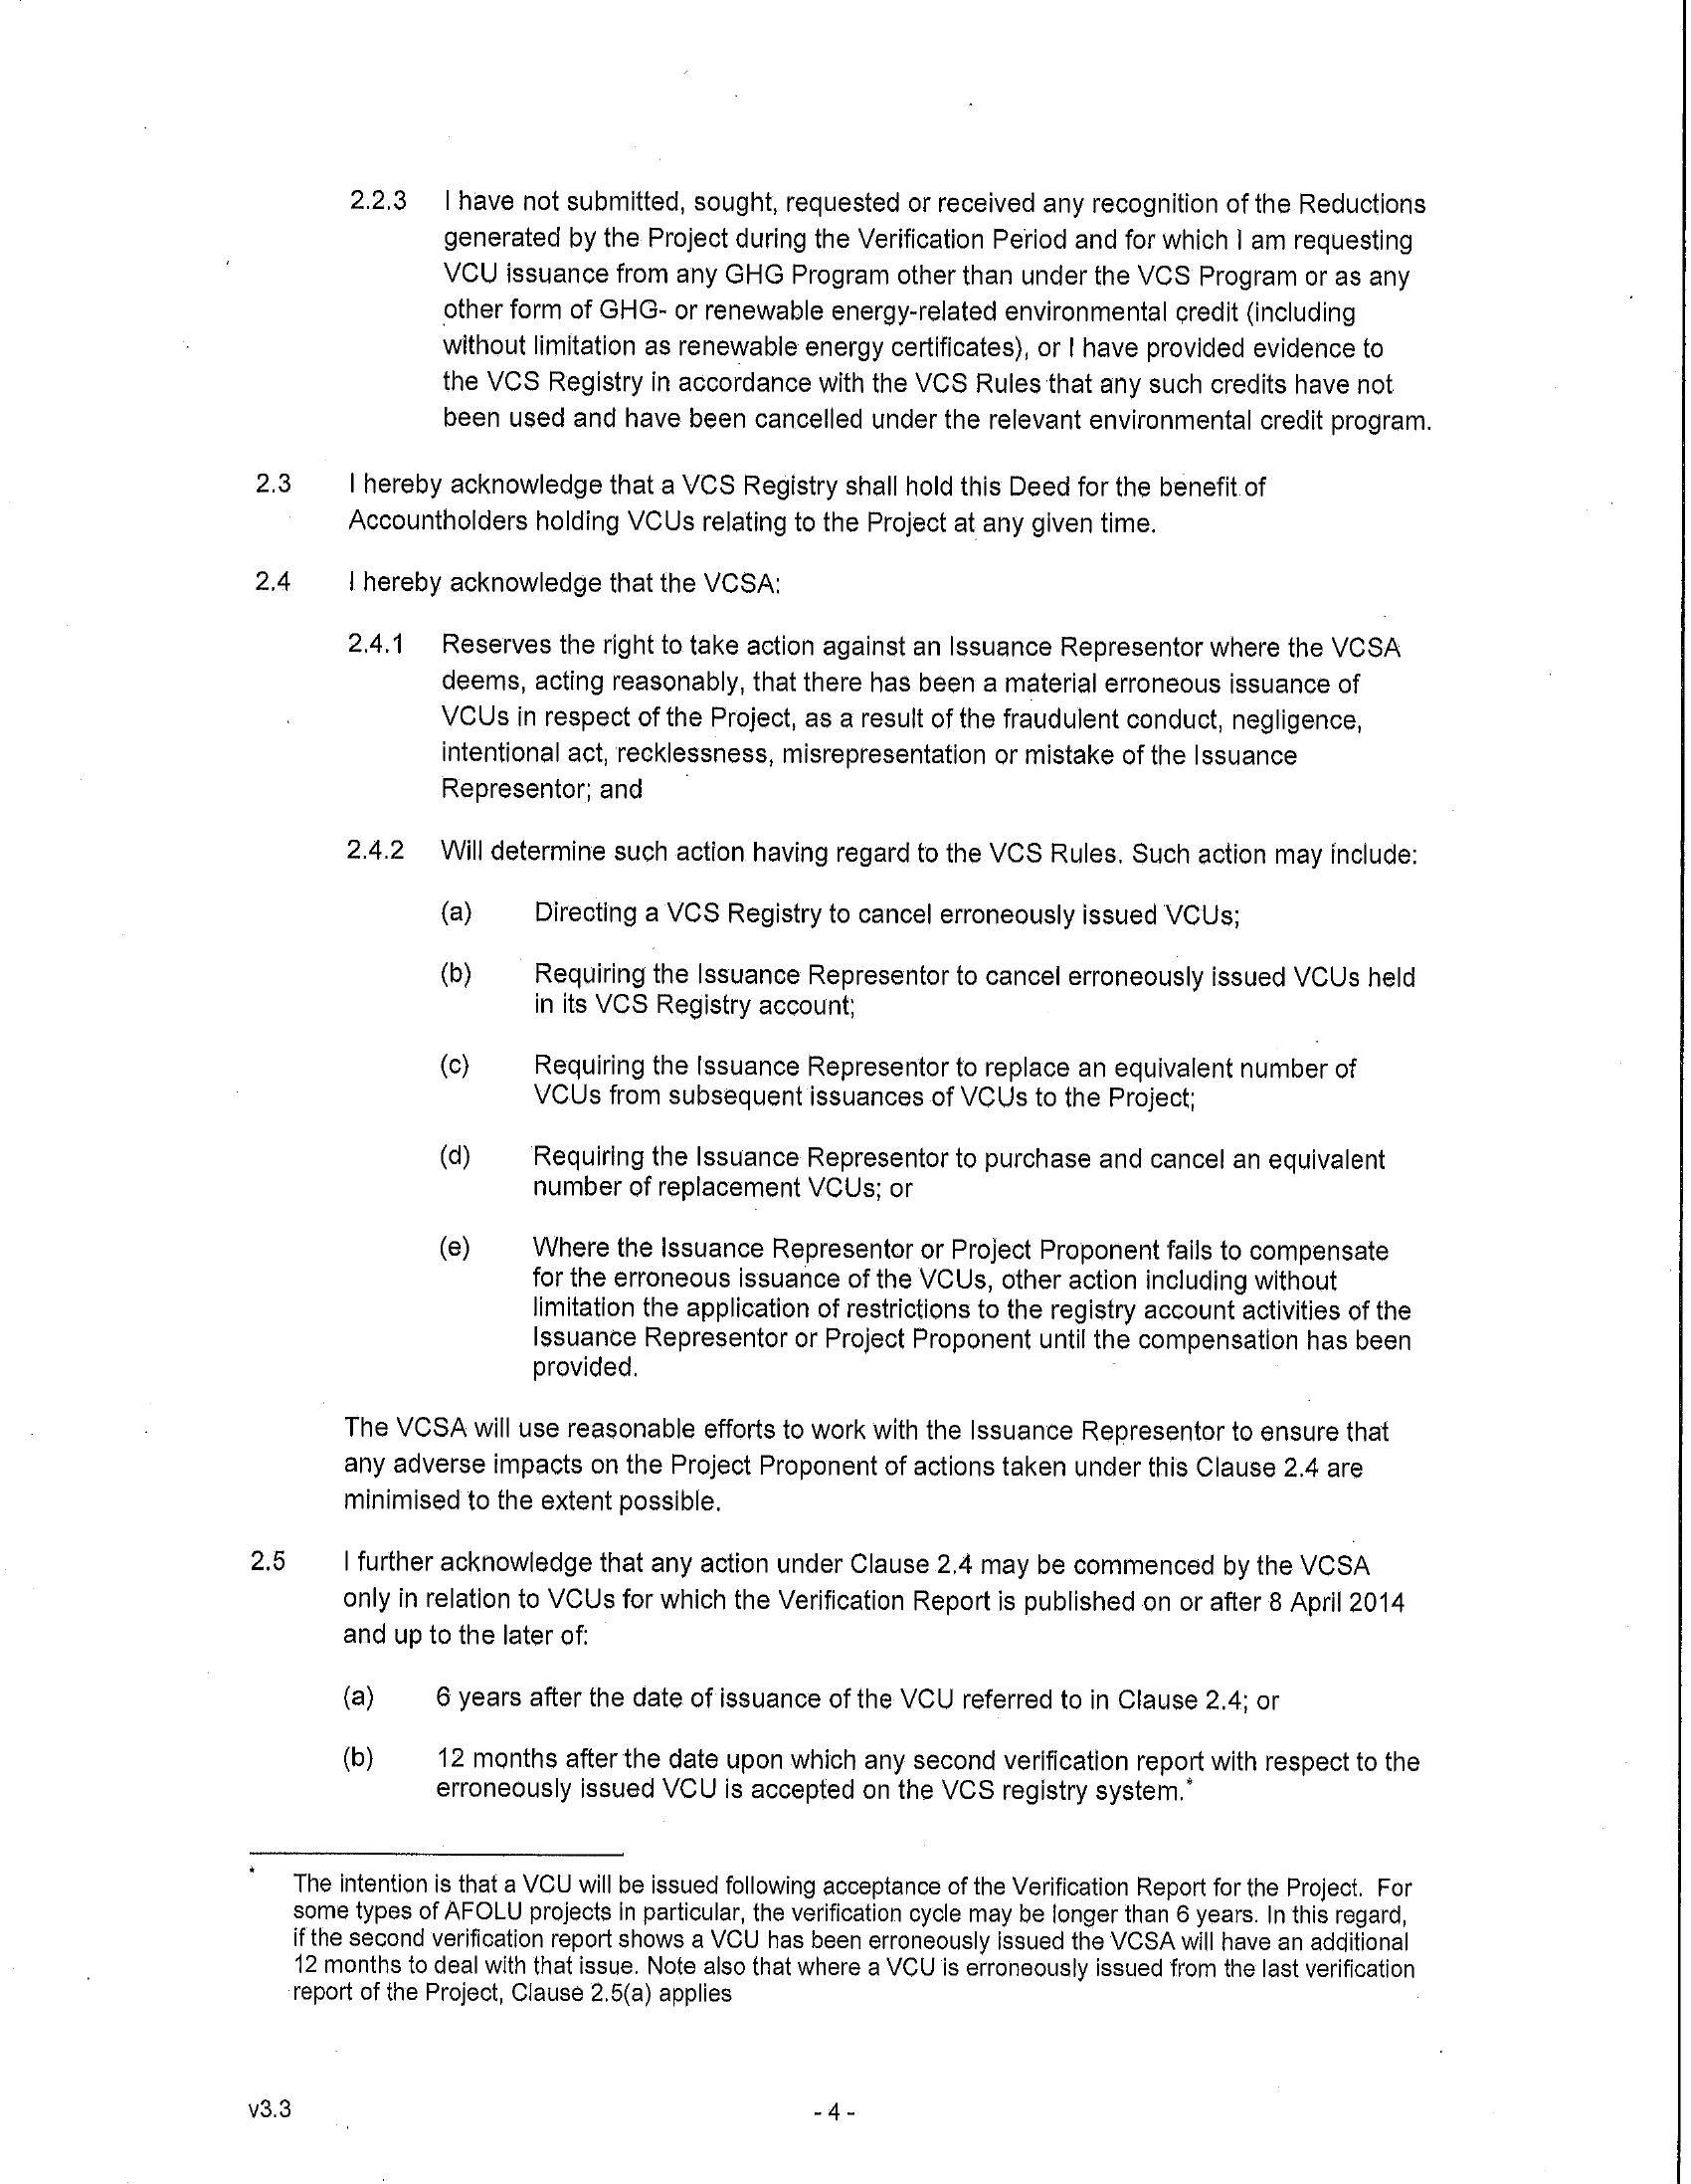 2.2.3 I have not submitted, sought, requested or received any recognition of the Reductions
generated by the Project during the Verification Period and for which I am requesting
VCU issuance from any GHG Program other than under the VCS Program or as any
other form of GHG- or renewable energy-related environmental credit (including
without limitation as renewable energy certificates), or I have provided evidence to
the VCS Registry in accordance with the VCS Rules that any such credits have not
been used and have been cancelled under the relevant environmental credit program.
2.3 I hereby acknowledge that a VCS Registry shall hold this Deed for the benefit of
Accountholders holding VCUs relating to the Project at any given time.
2.4 I hereby acknowledge that the VCSA:
2.4.1 Reserves the right to take action against an Issuance Representor where the VCSA
deems, acting reasonably, that there has been a material erroneous issuance of
VCUs in respect of the Project, as a result of the fraudulent conduct, negligence,
intentional act, recklessness, misrepresentation or mistake of the Issuance
Representor; and
2.4.2 Will determine such action having regard to the VCS Rules. Such action may include:
(a) Directing a VCS Registry to cancel erroneously issued VCUs;
(b) Requiring the Issuance Representor to cancel erroneously issued VCUs held
in its VCS Registry account;
(c) Requiring the Issuance Representor to replace an equivalent number of
VCUs from subsequent issuances of VCUs to the Project;
(d) Requiring the Issuance Representor to purchase and cancel an equivalent
number of replacement VCUs; or
(e) Where the Issuance Representor or Project Proponent fails to compensate
for the erroneous issuance of the VCUs, other action including without
limitation the application of restrictions to the registry account activities of the
Issuance Representor or Project Proponent until the compensation has been
provided.
The VCSA will use reasonable efforts to work with the Issuance Representor to ensure that
any adverse impacts on the Project Proponent of actions taken under this Clause 2.4 are
minimised to the extent possible.
2.5 I further acknowledge that any action under Clause 2.4 may be commenced by the VCSA
only in relation to VCUs for which the Verification Report is published on or after 8 April 2014
and up to the later of:
(a) 6 years after the date of issuance of the VCU referred to in Clause 2.4; or
(b) 12 months after the date upon which any second verification report with respect to the
erroneously issued VCU is accepted on the VCS registry system.*
* The intention is that a VCU will be issued following acceptance of the Verification Report for the Project. For
some types of AFOLU projects in particular, the verification cycle may be longer than 6 years. In this regard,
if the second verification report shows a VCU has been erroneously issued the VCSA will have an additional
12 months to deal with that issue. Note also that where a VCU is erroneously issued from the last verification
report of the Project, Clause 2.5(a) applies
v3.3 - 4 -